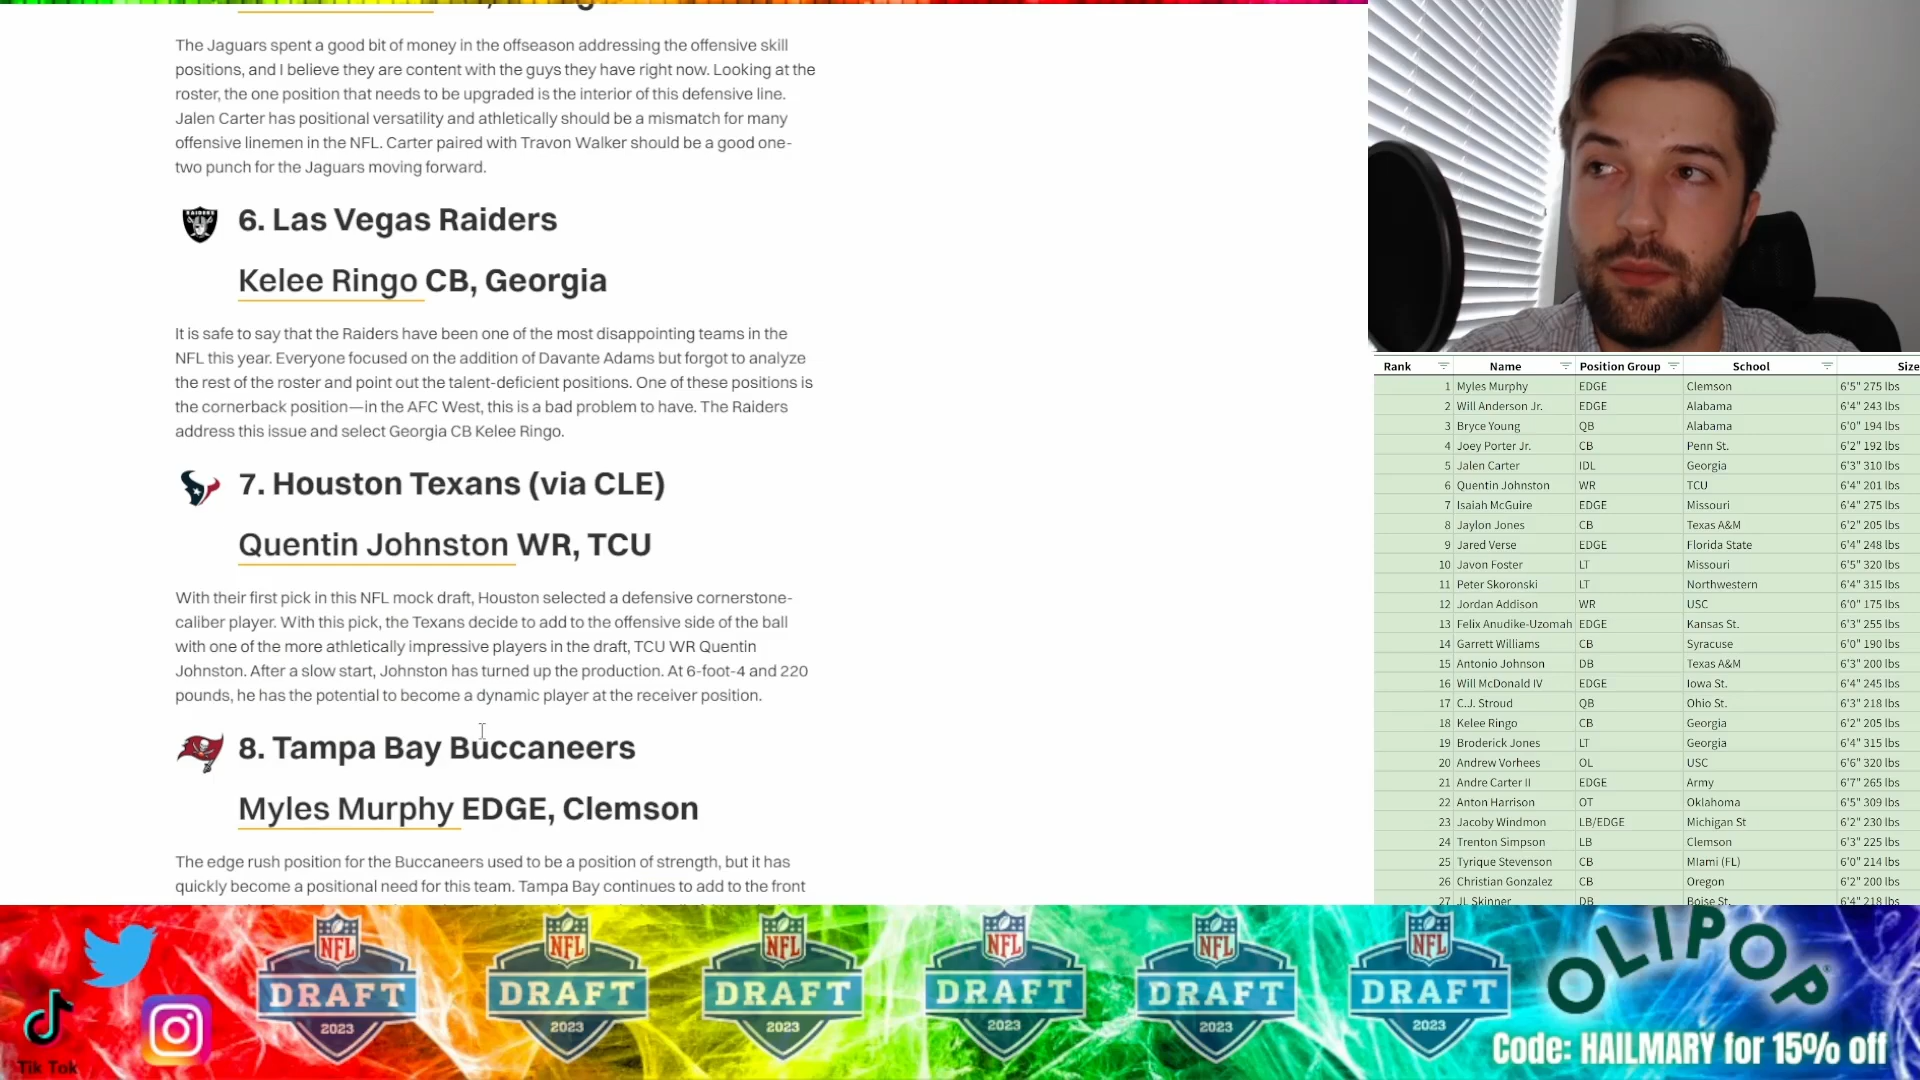 The Jaguars spent a good bit of money in the offseason addressing the offensive skill
positions, and I believe they are content with the guys they have right now. Looking at the
roster, the one position that needs to be upgraded is the interior of this defensive line.
Jalen Carter has positional versatility and athletically should be a mismatch for many
offensive linemen in the NFL. Carter paired with Travon Walker should be a good one-
two punch for the Jaguars moving forward.
RAIDERS
6. Las Vegas Raiders
Kelee Ringo CB, Georgia
It is safe to say that the Raiders have been one of the most disappointing teams in the
NFL this year. Everyone focused on the addition of Davante Adams but forgot to analyze
the rest of the roster and point out the talent-deficient positions. One of these positions is
the cornerback position—in the AFC West, this is a bad problem to have. The Raiders
address this issue and select Georgia CB Kelee Ringo.
7. Houston Texans (via CLE)
Quentin Johnston WR, TCU
With their first pick in this NFL mock draft, Houston selected a defensive cornerstone-
caliber player. With this pick, the Texans decide to add to the offensive side of the ball
with one of the more athletically impressive players in the draft, TCU WR Quentin
Johnston. After a slow start, Johnston has turned up the production. At 6-foot-4 and 220
pounds, he has the potential to become a dynamic player at the receiver position.
8. Tampa Bay Buccaneers
Myles Murphy EDGE, Clemson
The edge rush position for the Buccaneers used to be a position of strength, but it has
quickly become a positional need for this team. Tampa Bay continues to add to the front
Rank Name Position Group School Size
1 Myles Murphy EDGE Clemson 6'5" 275 lbs
2 Will Anderson Jr. EDGE Alabama 6'4" 243 lbs
3 Bryce Young QB Alabama 6'0" 194 lbs
4 Joey Porter Jr. CB Penn St. 6'2" 192 lbs
5 Jalen Carter IDL Georgia 6'3" 310 lbs
6 Quentin Johnston WR TCU 6'4" 201 lbs
7 Isaiah McGuire EDGE Missouri 6'4" 275 lbs
8 Jaylon Jones CB Texas A&M 6'2" 205 lbs
9 Jared Verse EDGE Florida State 6'4" 248 lbs
10 Javon Foster LT Missouri 6'5" 320 lbs
11 Peter Skoronski LT Northwestern 6'4" 315 lbs
12 Jordan Addison WR USC 6'0" 175 lbs
13 Felix Anudike-Uzomah EDGE Kansas St. 6'3" 255 lbs
14 Garrett Williams CB Syracuse 6'0" 190 lbs
15 Antonio Johnson DB Texas A&M 6'3" 200 lbs
16 Will McDonald IV EDGE Iowa St. 6'4" 245 lbs
17 C.J. Stroud QB Ohio St. 6'3" 218 lbs
18 Kelee Ringo CB Georgia 6'2" 205 lbs
19 Broderick Jones LT Georgia 6'4" 315 lbs
20 Andrew Vorhees OL USC 6'6" 320 lbs
21 Andre Carter II EDGE Army 6'7" 265 lbs
22 Anton Harrison OT Oklahoma 6'5" 309 lbs
23 Jacoby Windmon LB/EDGE Michigan St 6'2" 230 lbs
24 Trenton Simpson LB Clemson 6'3" 225 lbs
25 Tyrique Stevenson CB MIami (FL) 6'0" 214 lbs
26 Christian Gonzalez CB Oregon 6'2" 200 lbs
27 JL Skinner DB Boise St. 6'4" 218 lbs
Tik Tok
NFL DRAFT 2023
NFL DRAFT 2023
NFL DRAFT 2023
NFL DRAFT 2023
NFL DRAFT 2023
NFL DRAFT 2023
OLIPOP
Code: HAILMARY for 15% off